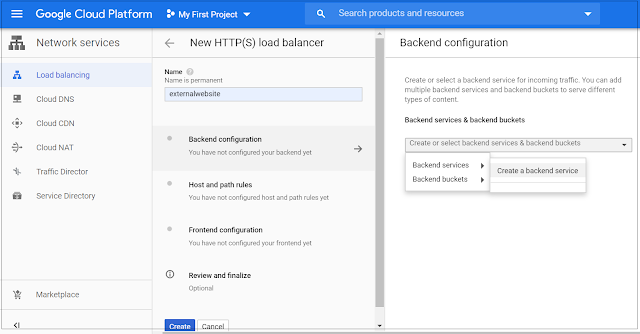 Google Cloud Platform
My First Project
Search products and resources
Network services
Load balancing
Cloud DNS
Cloud CDN
Cloud NAT
Traffic Director
Service Directory
Marketplace
New HTTP(S) load balancer
Name
Name is permanent
externalwebsite
Backend configuration
You have not configured your backend yet
Host and path rules
You have not configured host and path rules yet
Frontend configuration
You have not configured your frontend yet
Review and finalize
Optional
Create
Cancel
Backend configuration
Create or select a backend service for incoming traffic. You can add
multiple backend services and backend buckets to serve different
types of content.
Backend services & backend buckets
Create or select backend services & backend buckets
Backend services
Backend buckets
Create a backend service